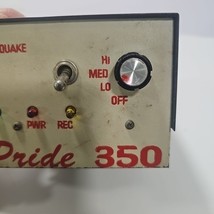 QUAKE
HI
MED
LO
OFF
PWR REC
Pride 350